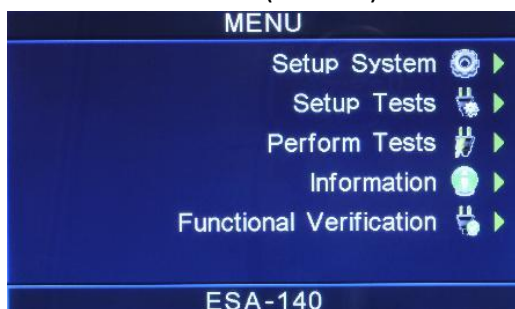 MENU
Setup System
Setup Tests
Perform Tests
Information
Functional Verification
ESA-140